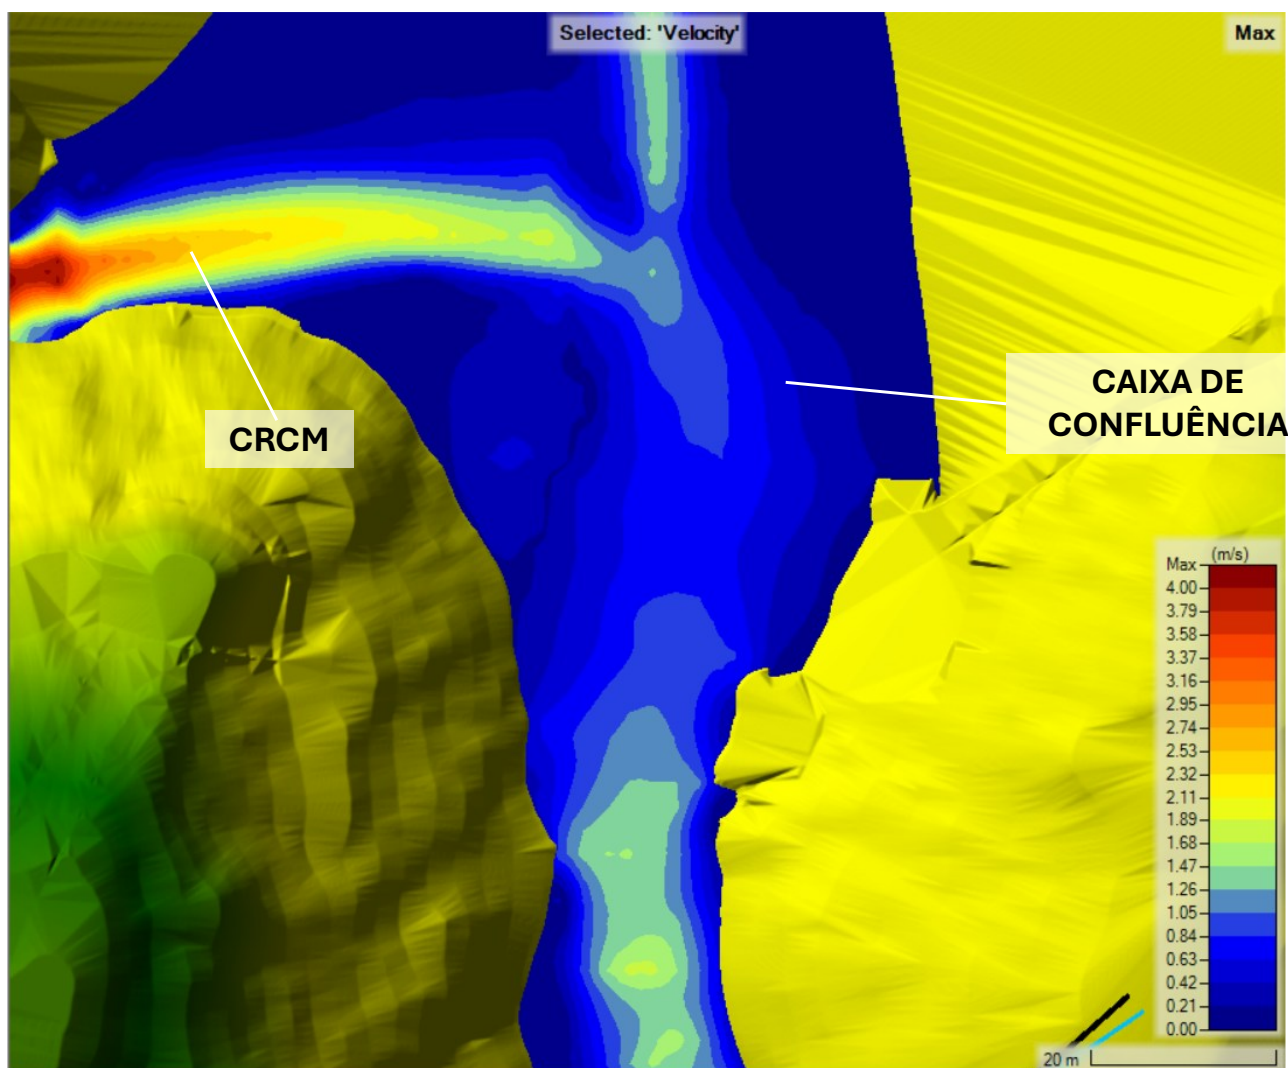 Selected: 'Velocity'
Max
CRCM
CAIXA DE
CONFLUÊNCIA
(m/s)
Max
4.00
3.79
3.58
3.37
3.16
2.95
2.74
2.53
2.32
2.11
1.89
1.68
1.47
1.26
1.05
0.84
0.63
0.42
0.21
0.00
20 m